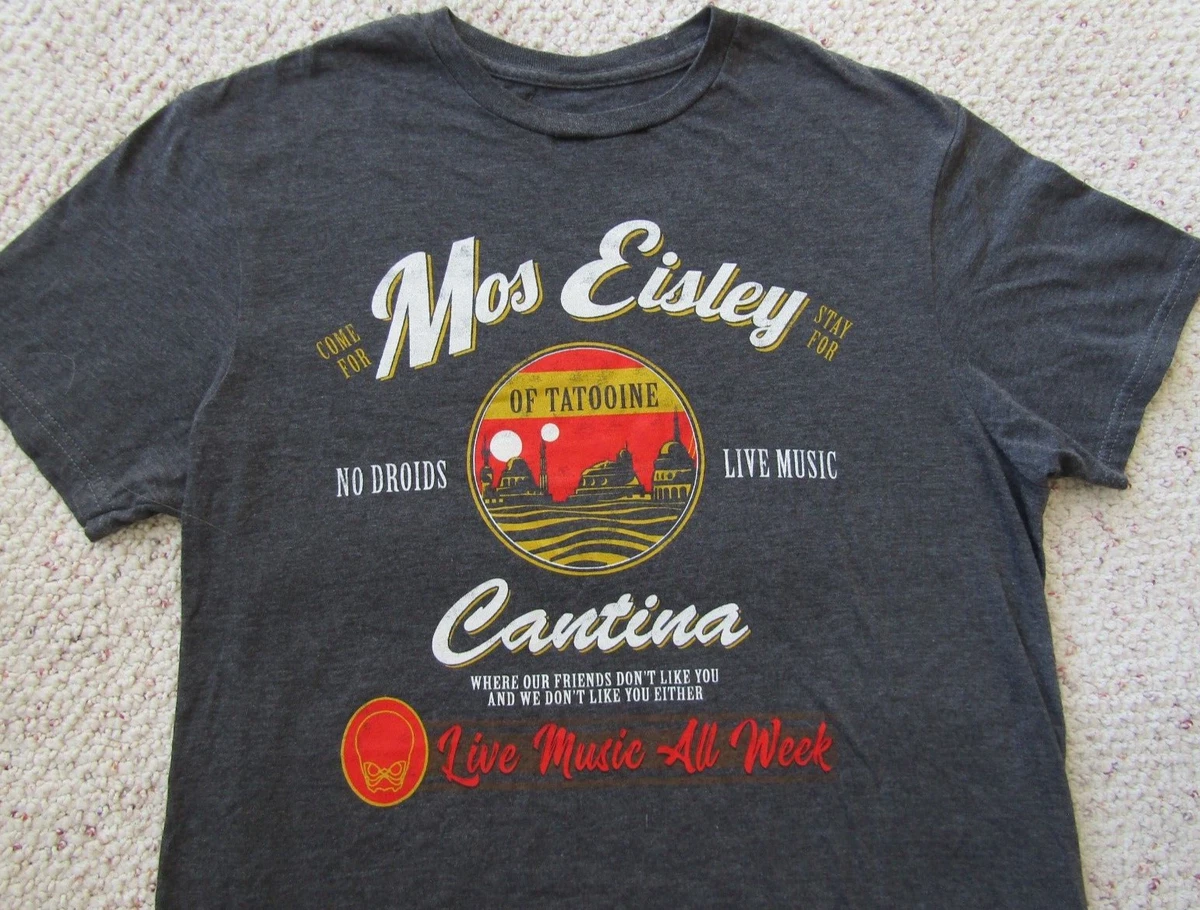 Mos Eisley
COME
FOR
STAY
FOR
OF TATOOINE
NO DROIDS
LIVE MUSIC
Cantina
WHERE OUR FRIENDS DON'T LIKE YOU
AND WE DON'T LIKE YOU EITHER
Live Music All Week